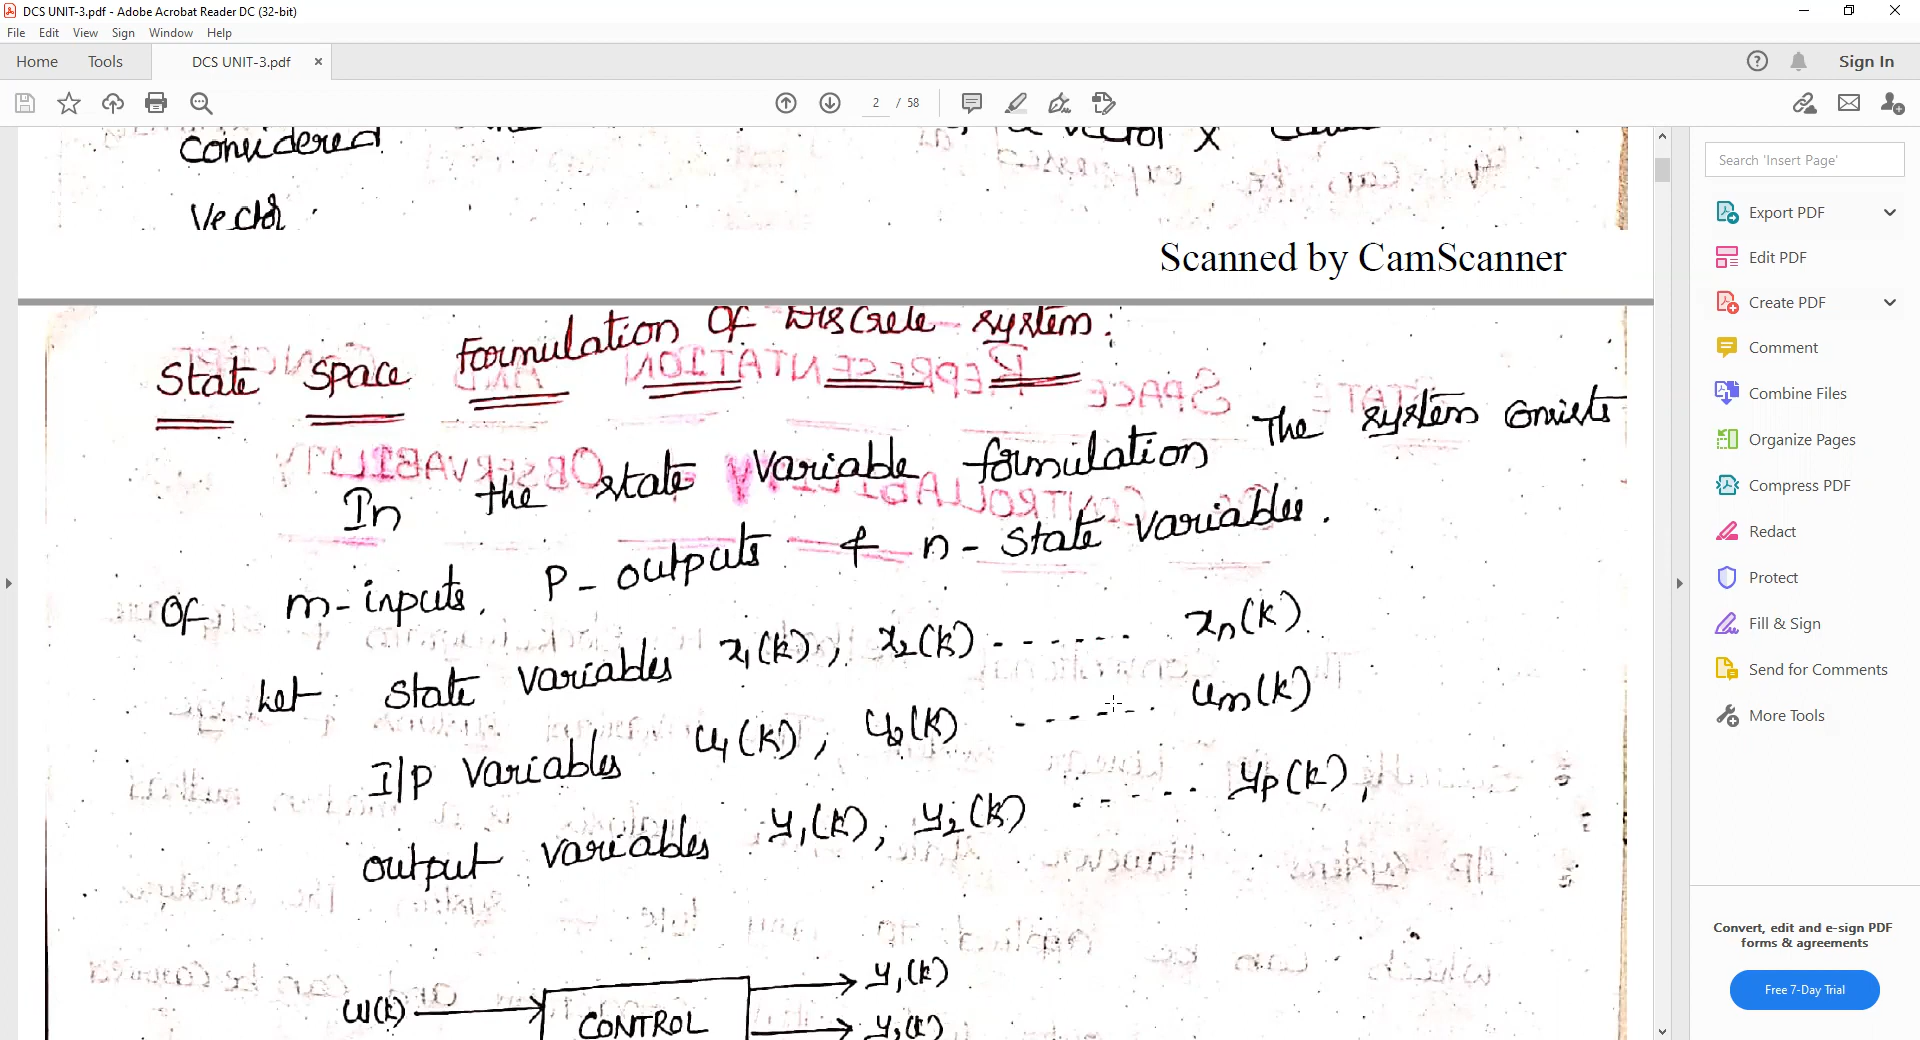 DCS UNIT-3.pdf - Adobe Acrobat Reader DC (32-bit)
File Edit View Sign Window Help
Home Tools DCS UNIT-3.pdf × Sign In
2 / 58
Considered
Vector.
Scanned by CamScanner
State Space Formulation Of Discrete system:
In the state variable formulation The system consists
Of m-inputs, P-outputs & n-state variables.
Let state variables x1(k), x2(k) ------ xn(k).
I/p variables u1(k), u2(k) ------ um(k)
output variables y1(k), y2(k) ------ yp(k),
u1(k) CONTROL y1(k)
y2(k)
Search 'Insert Page'
Export PDF
Edit PDF
Create PDF
Comment
Combine Files
Organize Pages
Compress PDF
Redact
Protect
Fill & Sign
Send for Comments
More Tools
Convert, edit and e-sign PDF
forms & agreements
Free 7-Day Trial